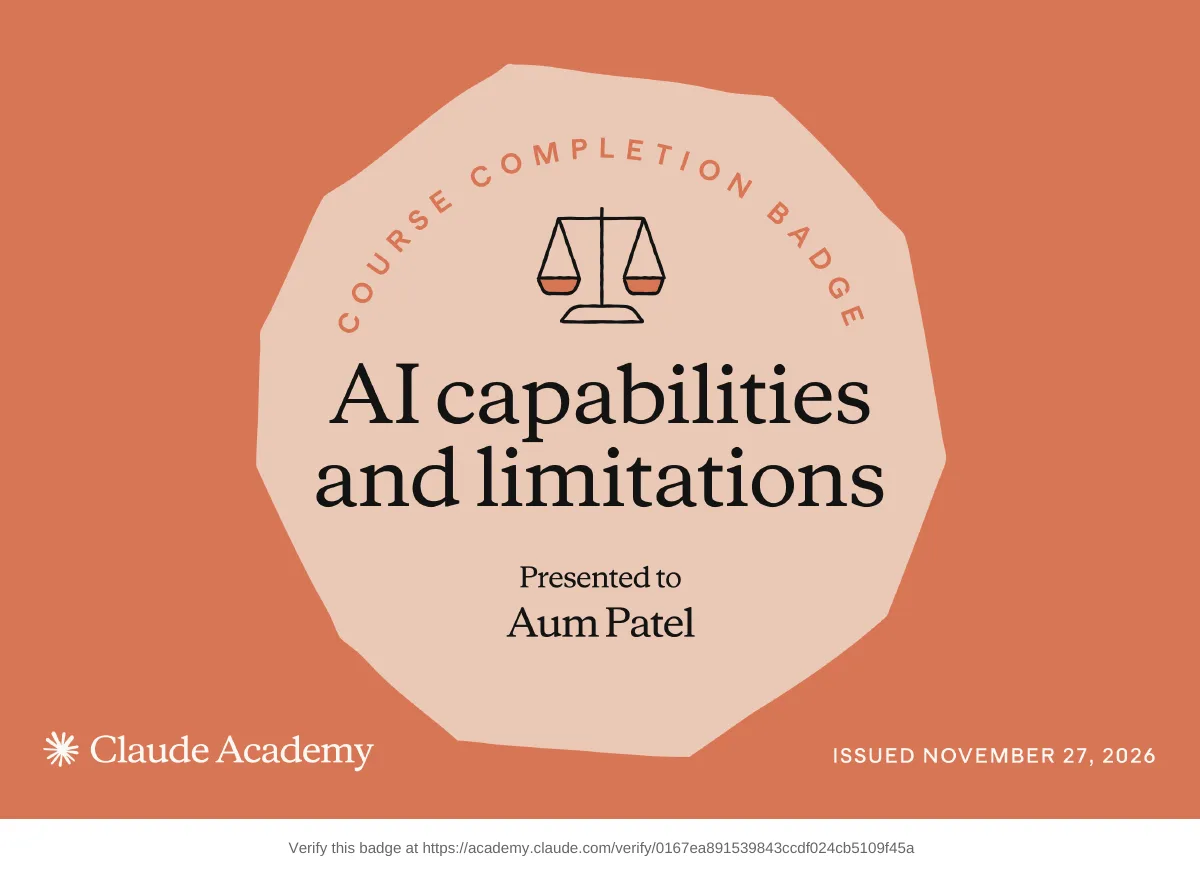 COURSE COMPLETION BADGE
AI capabilities
and limitations
Presented to
Aum Patel
Claude Academy
ISSUED NOVEMBER 27, 2026
Verify this badge at https://academy.claude.com/verify/0167ea891539843ccdf024cb5109f45a